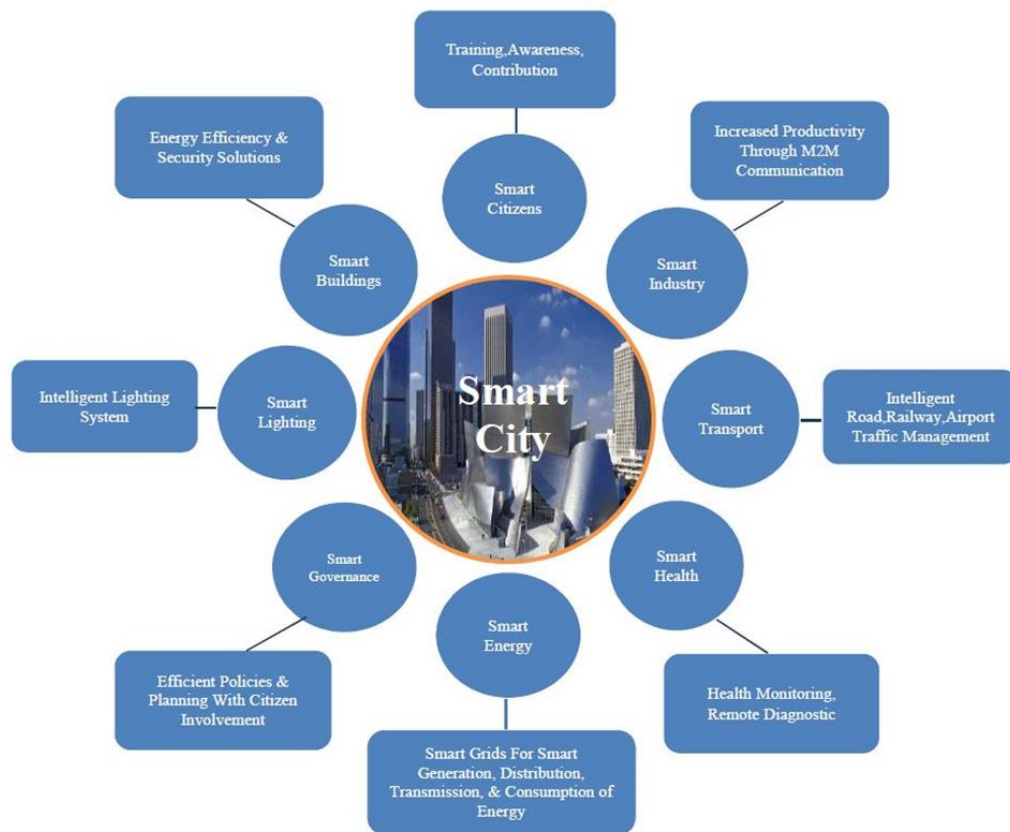 Training,Awareness,
Contribution
Energy Efficiency &
Security Solutions
Increased Productivity
Through M2M
Communication
Smart
Citizens
Smart
Buildings
Smart
Industry
Intelligent Lighting
System
Smart
Lighting
Smart
City
Smart
Transport
Intelligent
Road,Railway,Airport
Traffic Management
Smart
Governance
Smart
Health
Smart
Energy
Efficient Policies &
Planning With Citizen
Involvement
Health Monitoring,
Remote Diagnostic
Smart Grids For Smart
Generation, Distribution,
Transmission, & Consumption of
Energy